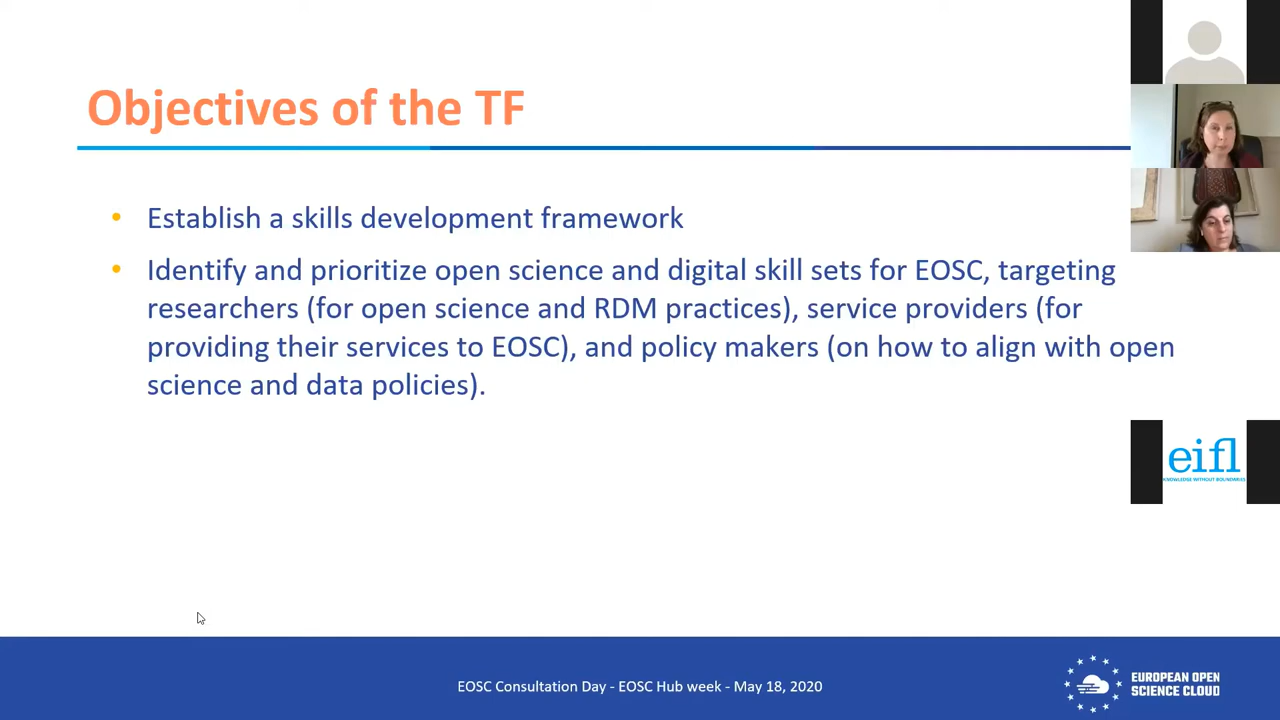 Objectives of the TF
• Establish a skills development framework
• Identify and prioritize open science and digital skill sets for EOSC, targeting
researchers (for open science and RDM practices), service providers (for
providing their services to EOSC), and policy makers (on how to align with open
science and data policies).
eifl
KNOWLEDGE WITHOUT BOUNDARIES
EOSC Consultation Day - EOSC Hub week - May 18, 2020
EUROPEAN OPEN
SCIENCE CLOUD